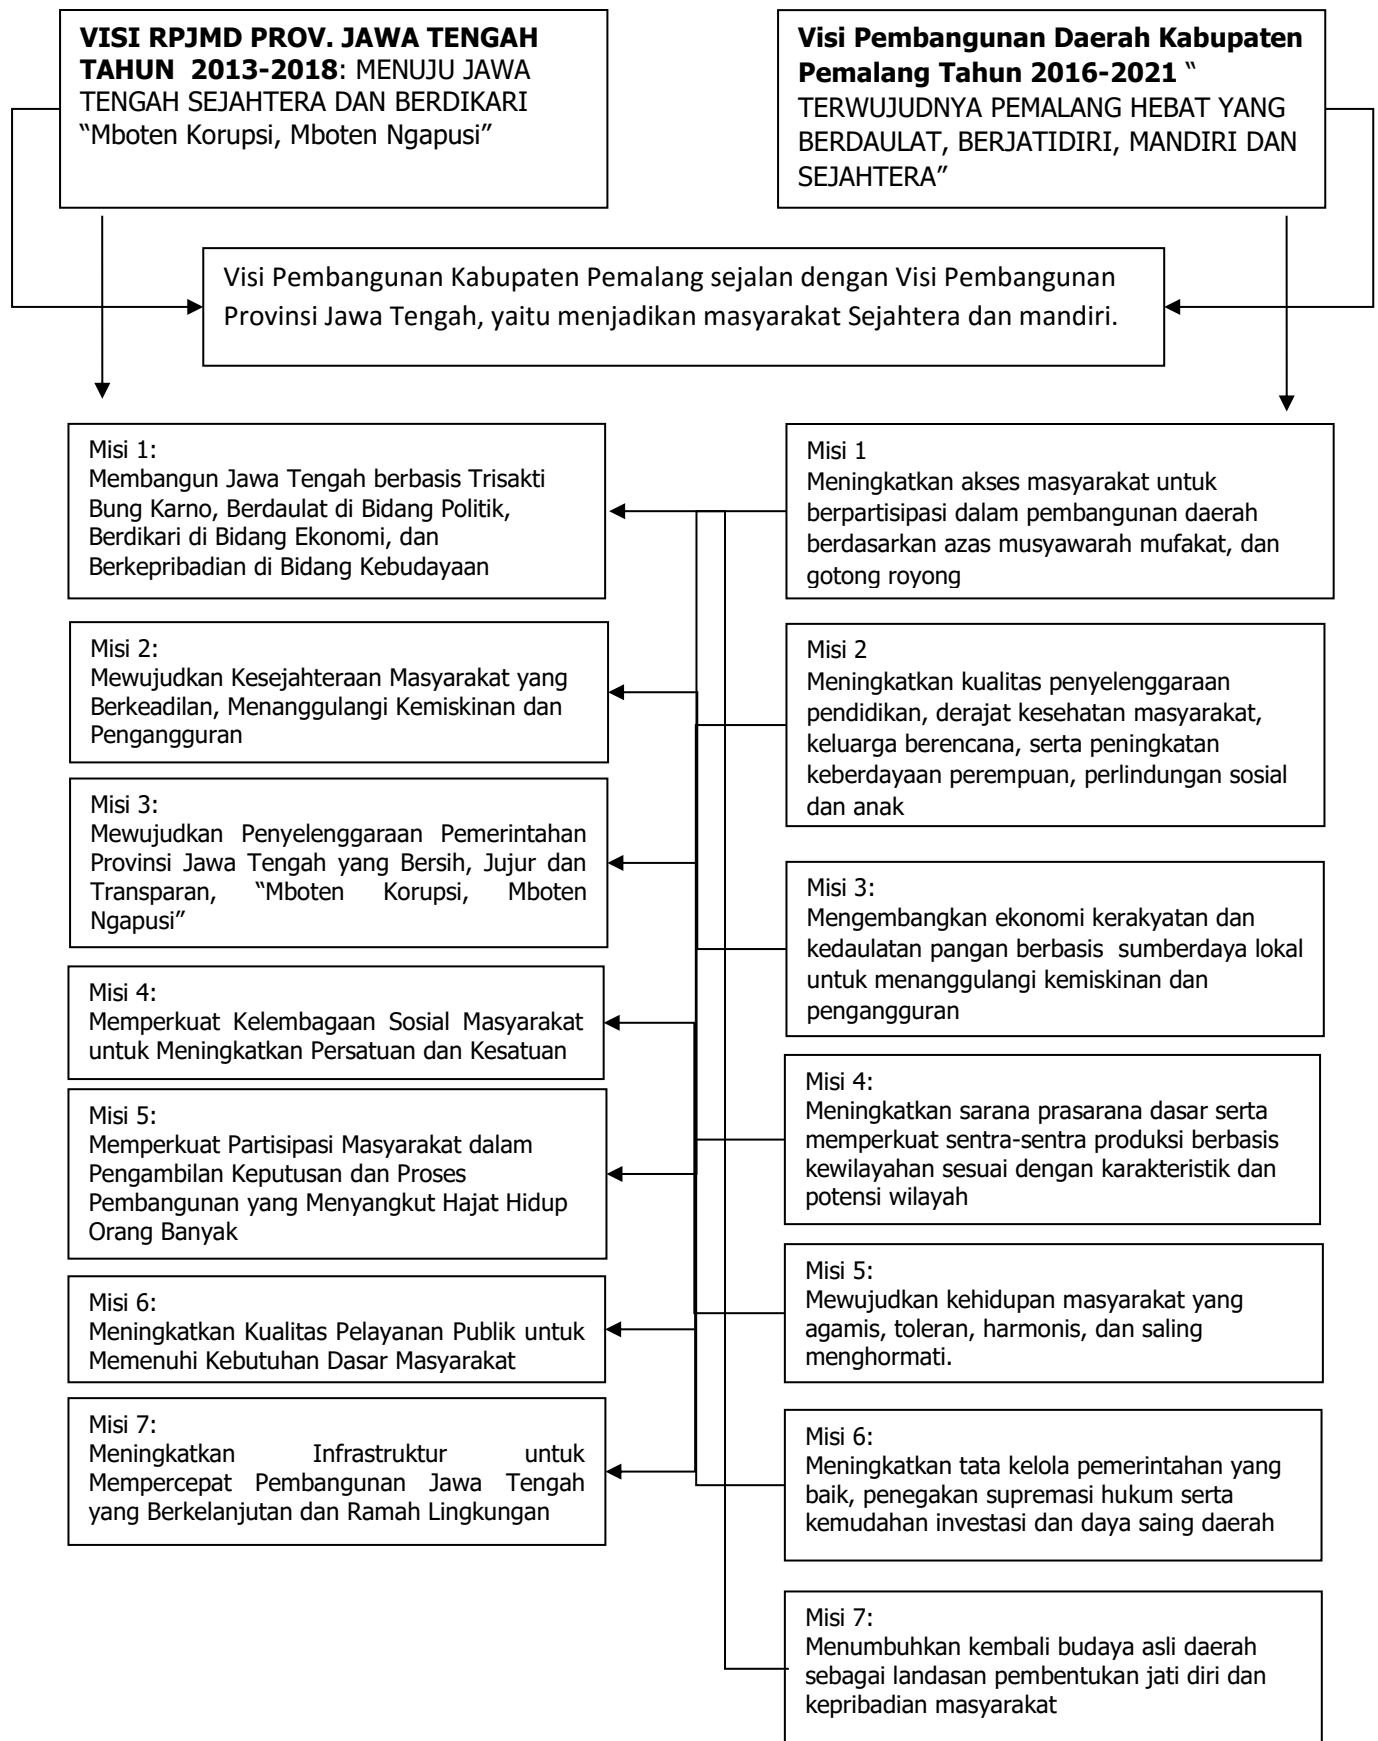 VISI RPJMD PROV. JAWA TENGAH
TAHUN 2013-2018: MENUJU JAWA
TENGAH SEJAHTERA DAN BERDIKARI
“Mboten Korupsi, Mboten Ngapusi”
Visi Pembangunan Daerah Kabupaten
Pemalang Tahun 2016-2021 “
TERWUJUDNYA PEMALANG HEBAT YANG
BERDAULAT, BERJATIDIRI, MANDIRI DAN
SEJAHTERA”
Visi Pembangunan Kabupaten Pemalang sejalan dengan Visi Pembangunan
Provinsi Jawa Tengah, yaitu menjadikan masyarakat Sejahtera dan mandiri.
Misi 1:
Membangun Jawa Tengah berbasis Trisakti
Bung Karno, Berdaulat di Bidang Politik,
Berdikari di Bidang Ekonomi, dan
Berkepribadian di Bidang Kebudayaan
Misi 2:
Mewujudkan Kesejahteraan Masyarakat yang
Berkeadilan, Menanggulangi Kemiskinan dan
Pengangguran
Misi 3:
Mewujudkan Penyelenggaraan Pemerintahan
Provinsi Jawa Tengah yang Bersih, Jujur dan
Transparan, “Mboten Korupsi, Mboten
Ngapusi”
Misi 4:
Memperkuat Kelembagaan Sosial Masyarakat
untuk Meningkatkan Persatuan dan Kesatuan
Misi 5:
Memperkuat Partisipasi Masyarakat dalam
Pengambilan Keputusan dan Proses
Pembangunan yang Menyangkut Hajat Hidup
Orang Banyak
Misi 6:
Meningkatkan Kualitas Pelayanan Publik untuk
Memenuhi Kebutuhan Dasar Masyarakat
Misi 7:
Meningkatkan Infrastruktur untuk
Mempercepat Pembangunan Jawa Tengah
yang Berkelanjutan dan Ramah Lingkungan
Misi 1
Meningkatkan akses masyarakat untuk
berpartisipasi dalam pembangunan daerah
berdasarkan azas musyawarah mufakat, dan
gotong royong
Misi 2
Meningkatkan kualitas penyelenggaraan
pendidikan, derajat kesehatan masyarakat,
keluarga berencana, serta peningkatan
keberdayaan perempuan, perlindungan sosial
dan anak
Misi 3:
Mengembangkan ekonomi kerakyatan dan
kedaulatan pangan berbasis sumberdaya lokal
untuk menanggulangi kemiskinan dan
pengangguran
Misi 4:
Meningkatkan sarana prasarana dasar serta
memperkuat sentra-sentra produksi berbasis
kewilayahan sesuai dengan karakteristik dan
potensi wilayah
Misi 5:
Mewujudkan kehidupan masyarakat yang
agamis, toleran, harmonis, dan saling
menghormati.
Misi 6:
Meningkatkan tata kelola pemerintahan yang
baik, penegakan supremasi hukum serta
kemudahan investasi dan daya saing daerah
Misi 7:
Menumbuhkan kembali budaya asli daerah
sebagai landasan pembentukan jati diri dan
kepribadian masyarakat